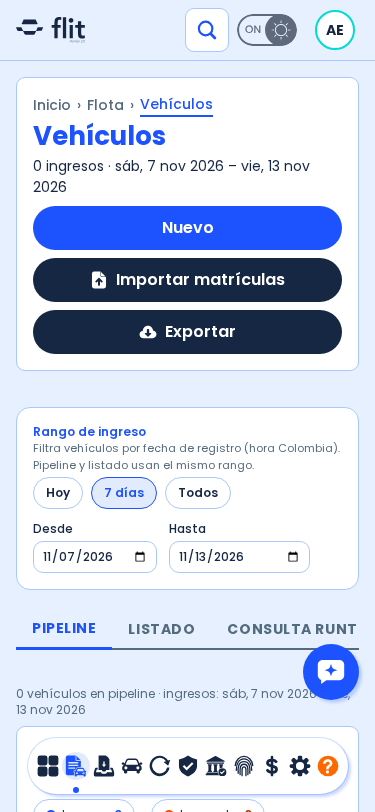 flit
ON
AE
Inicio › Flota › Vehículos
Vehículos
0 ingresos · sáb, 7 nov 2026 – vie, 13 nov
2026
Nuevo
Importar matrículas
Exportar
Rango de ingreso
Filtra vehículos por fecha de registro (hora Colombia).
Pipeline y listado usan el mismo rango.
Hoy
7 días
Todos
Desde
Hasta
11/07/2026
11/13/2026
PIPELINE
LISTADO
CONSULTA RUNT
0 vehículos en pipeline · ingresos: sáb, 7 nov 2026
13 nov 2026